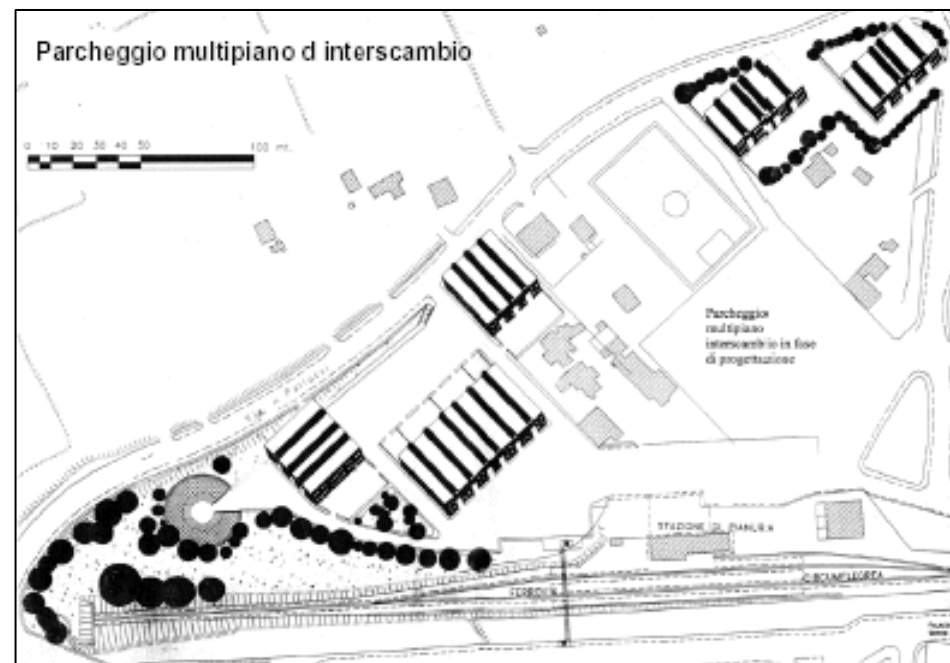 Parcheggio multipiano d interscambio
0 10 20 30 40 50 100 mt.
Parcheggio
multipiano
interscambio in fase
di progettazione
STAZIONE DI PIANURA
FERROVIA
CIRCUMFLEGREA